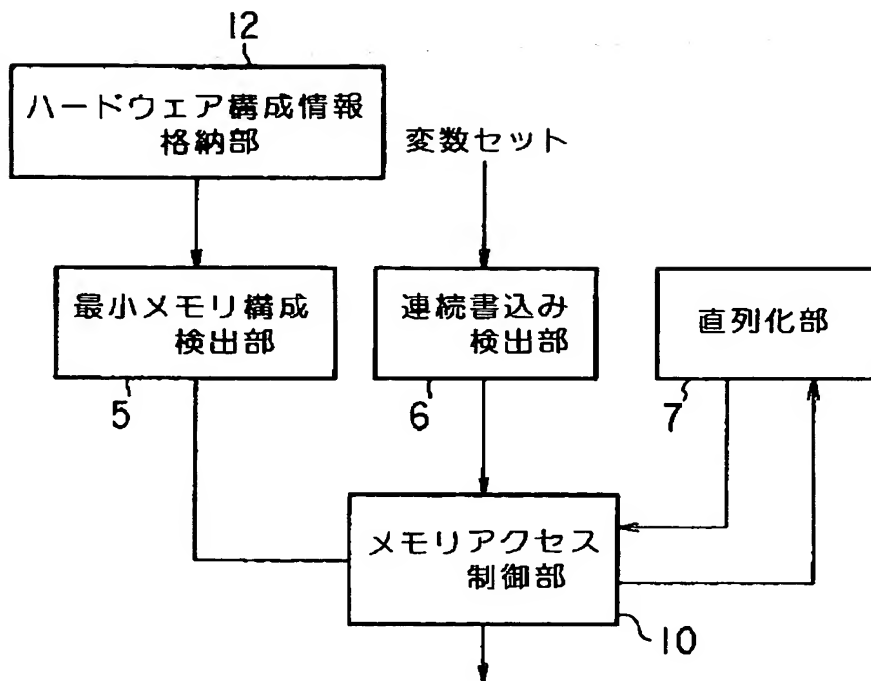 12
ハードウェア構成情報
格納部
変数セット
最小メモリ構成
検出部
5
連続書込み
検出部
6
直列化部
7
メモリアクセス
制御部
10